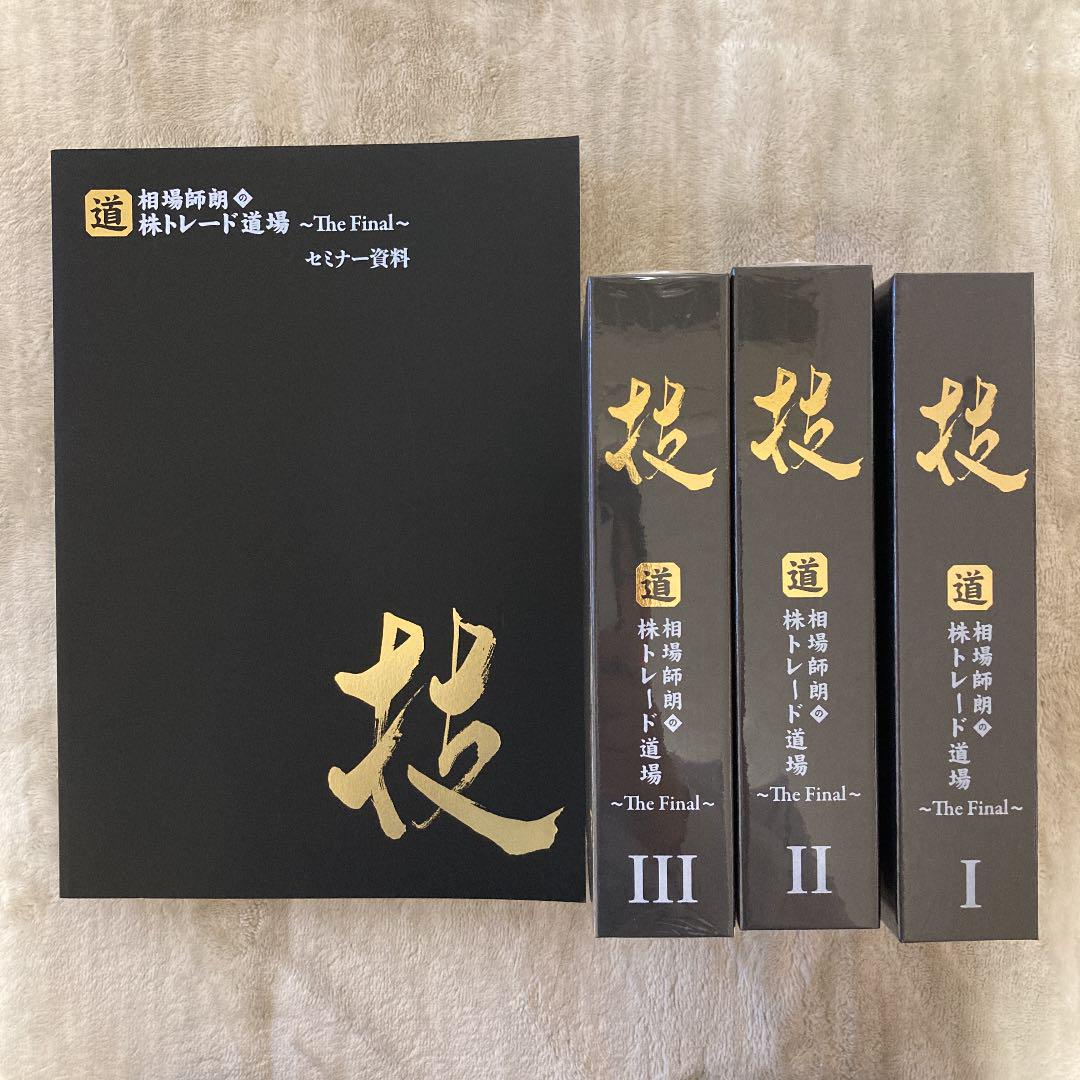 道
相場師朗の
株トレード道場 ~The Final~
セミナー資料
技
技
道
相場師朗の
株トレード道場
~The Final~
III
技
道
相場師朗の
株トレード道場
~The Final~
II
技
道
相場師朗の
株トレード道場
~The Final~
I